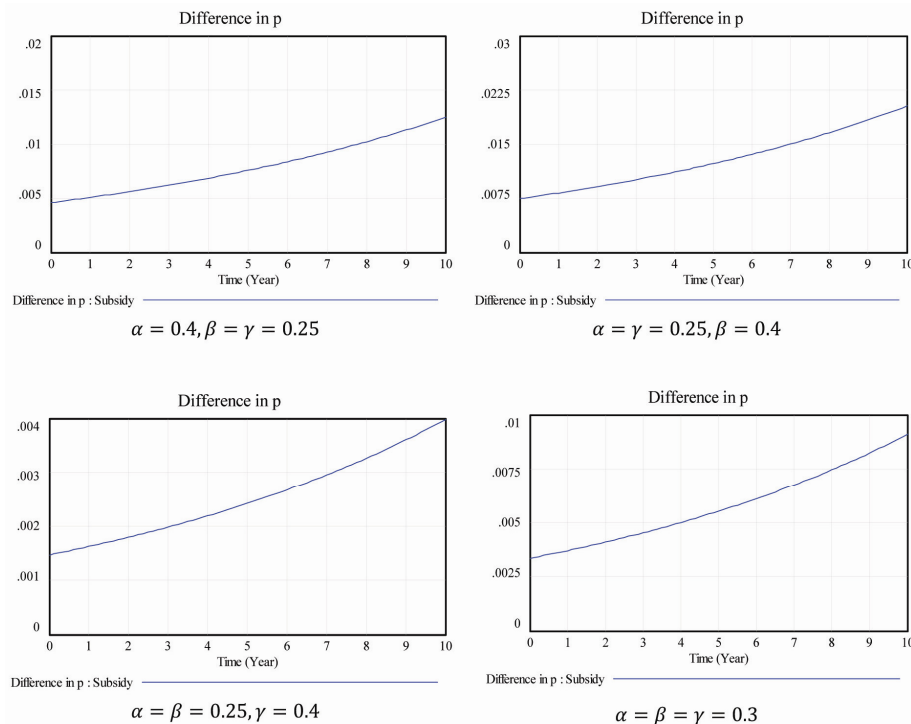 Difference in p
.02
.015
.01
.005
0
0 1 2 3 4 5 6 7 8 9 10
Time (Year)
Difference in p : Subsidy
α = 0.4, β = γ = 0.25
Difference in p
.03
.0225
.015
.0075
0
0 1 2 3 4 5 6 7 8 9 10
Time (Year)
Difference in p : Subsidy
α = γ = 0.25, β = 0.4
Difference in p
.004
.003
.002
.001
0
0 1 2 3 4 5 6 7 8 9 10
Time (Year)
Difference in p : Subsidy
α = β = 0.25, γ = 0.4
Difference in p
.01
.0075
.005
.0025
0
0 1 2 3 4 5 6 7 8 9 10
Time (Year)
Difference in p : Subsidy
α = β = γ = 0.3